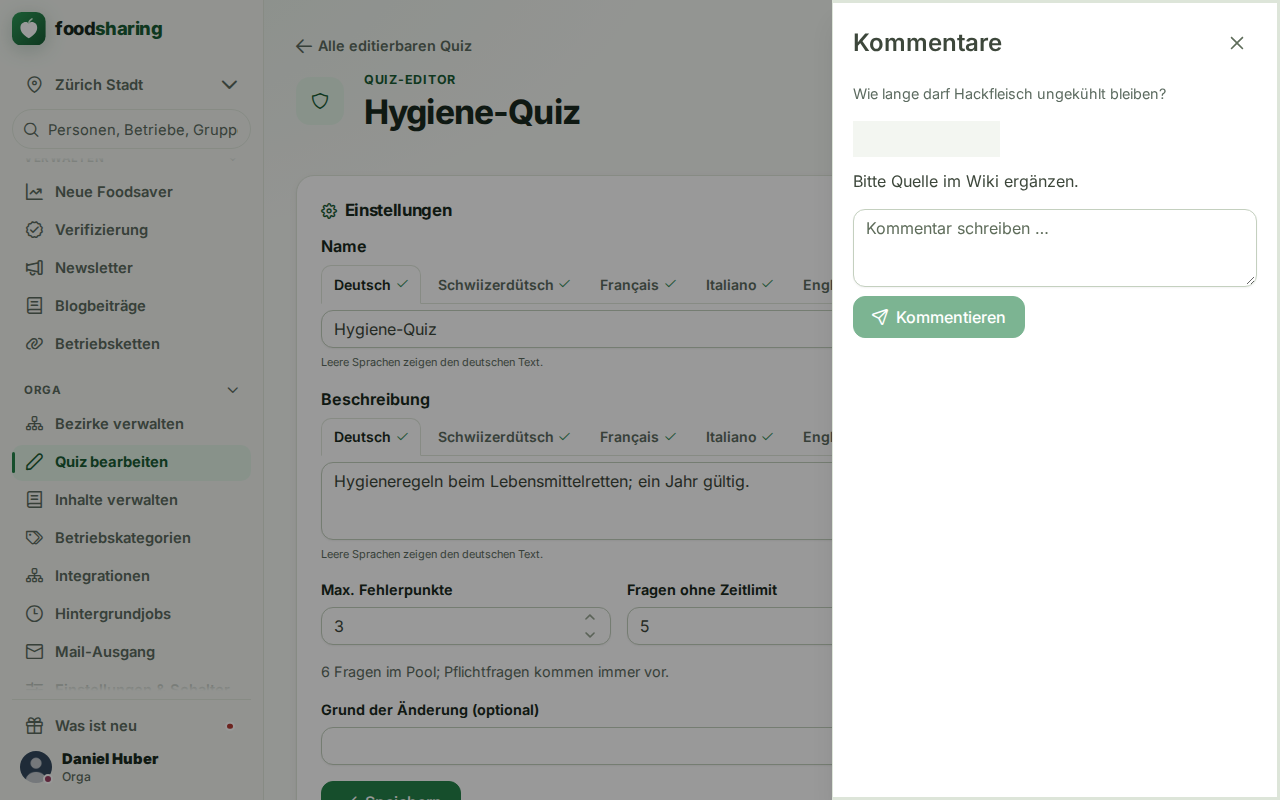 foodsharing
Zürich Stadt
Personen, Betriebe, Grupp
Neue Foodsaver
Verifizierung
Newsletter
Blogbeiträge
Betriebsketten
ORGA
Bezirke verwalten
Quiz bearbeiten
Inhalte verwalten
Betriebskategorien
Integrationen
Hintergrundjobs
Mail-Ausgang
Einstellungen & Schalter
Was ist neu
Daniel Huber
Orga
Alle editierbaren Quiz
QUIZ-EDITOR
Hygiene-Quiz
Einstellungen
Name
Deutsch Schwiizerdütsch Français Italiano Engl
Hygiene-Quiz
Leere Sprachen zeigen den deutschen Text.
Beschreibung
Deutsch Schwiizerdütsch Français Italiano Engl
Hygieneregeln beim Lebensmittelretten; ein Jahr gültig.
Leere Sprachen zeigen den deutschen Text.
Max. Fehlerpunkte Fragen ohne Zeitlimit
3 5
6 Fragen im Pool; Pflichtfragen kommen immer vor.
Grund der Änderung (optional)
Speichern
Kommentare
Wie lange darf Hackfleisch ungekühlt bleiben?
Bitte Quelle im Wiki ergänzen.
Kommentar schreiben …
Kommentieren